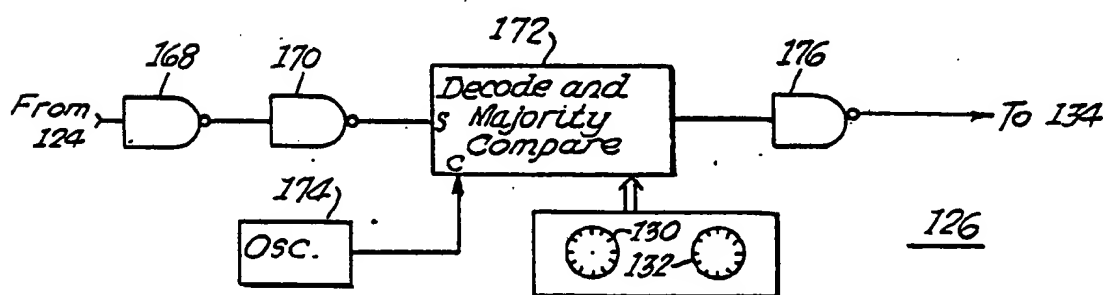 172
168
170
176
From
124
S
Decode and
Majority
Compare
C
To 134
174
Osc.
130
132
126